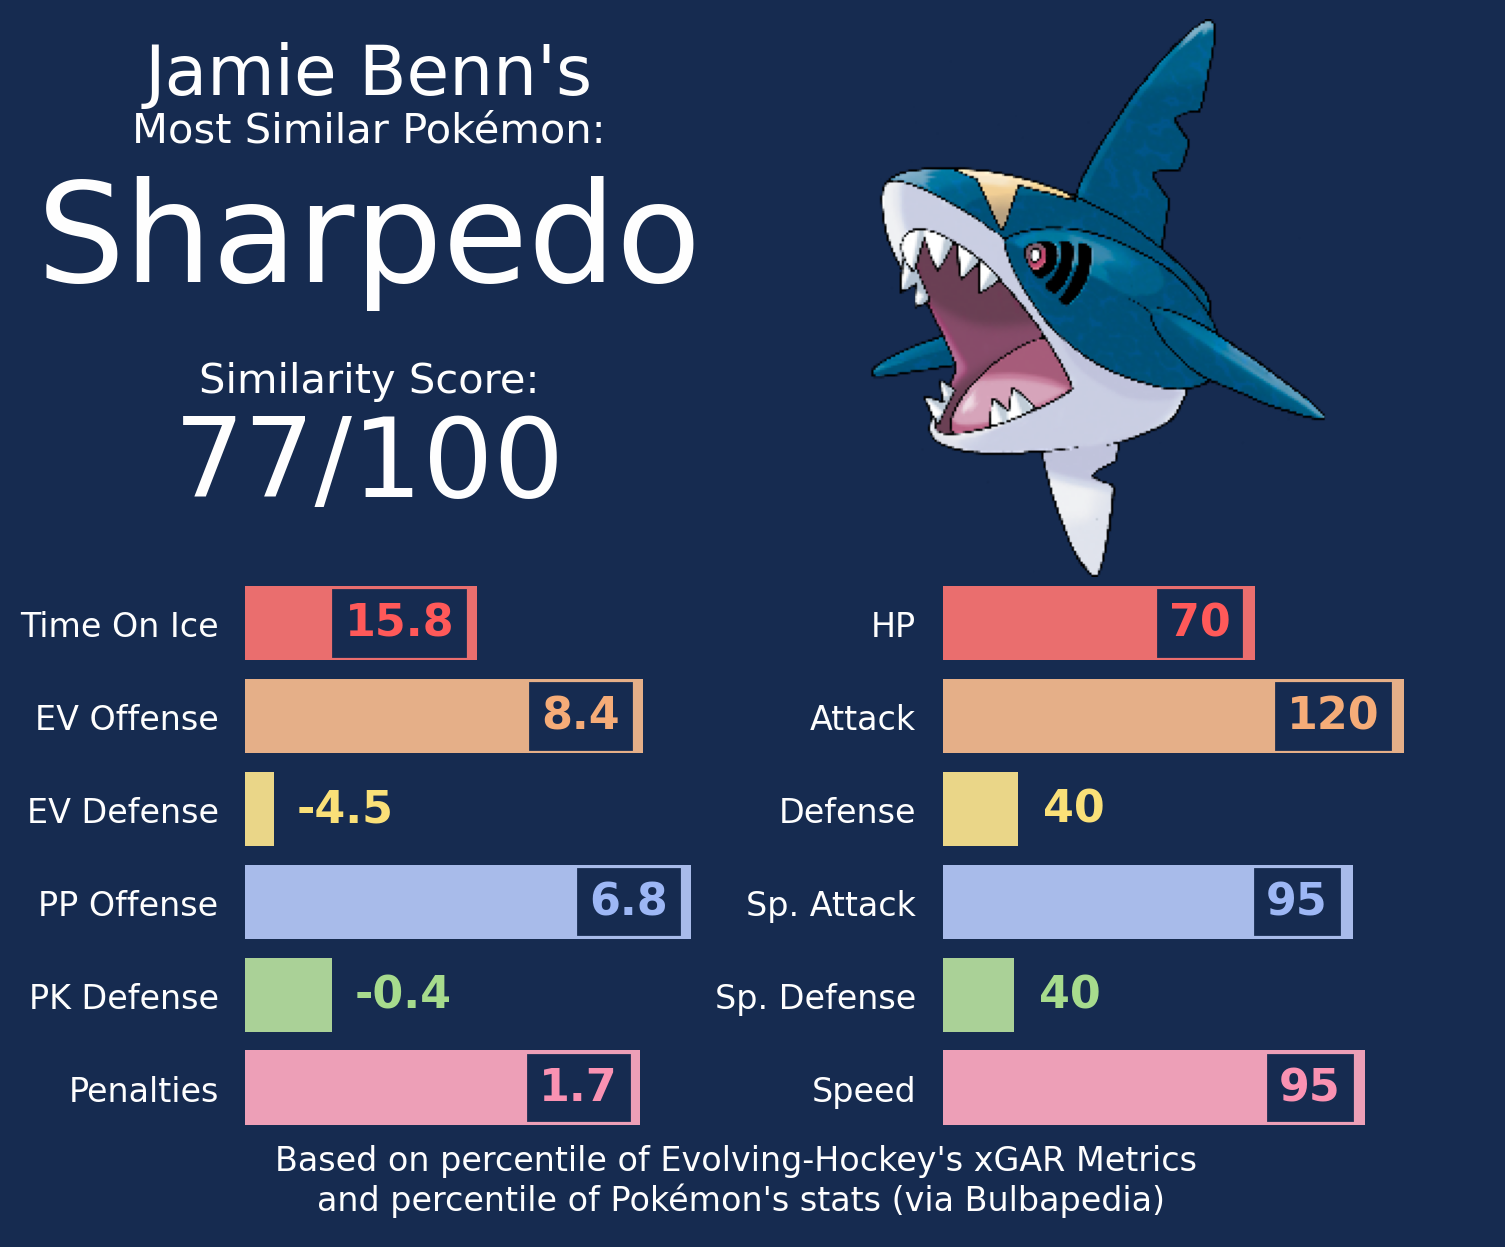 Jamie Benn's
Most Similar Pokémon:
Sharpedo
Similarity Score:
77/100
Time On Ice 15.8
EV Offense 8.4
EV Defense -4.5
PP Offense 6.8
PK Defense -0.4
Penalties 1.7
HP 70
Attack 120
Defense 40
Sp. Attack 95
Sp. Defense 40
Speed 95
Based on percentile of Evolving-Hockey's xGAR Metrics
and percentile of Pokémon's stats (via Bulbapedia)